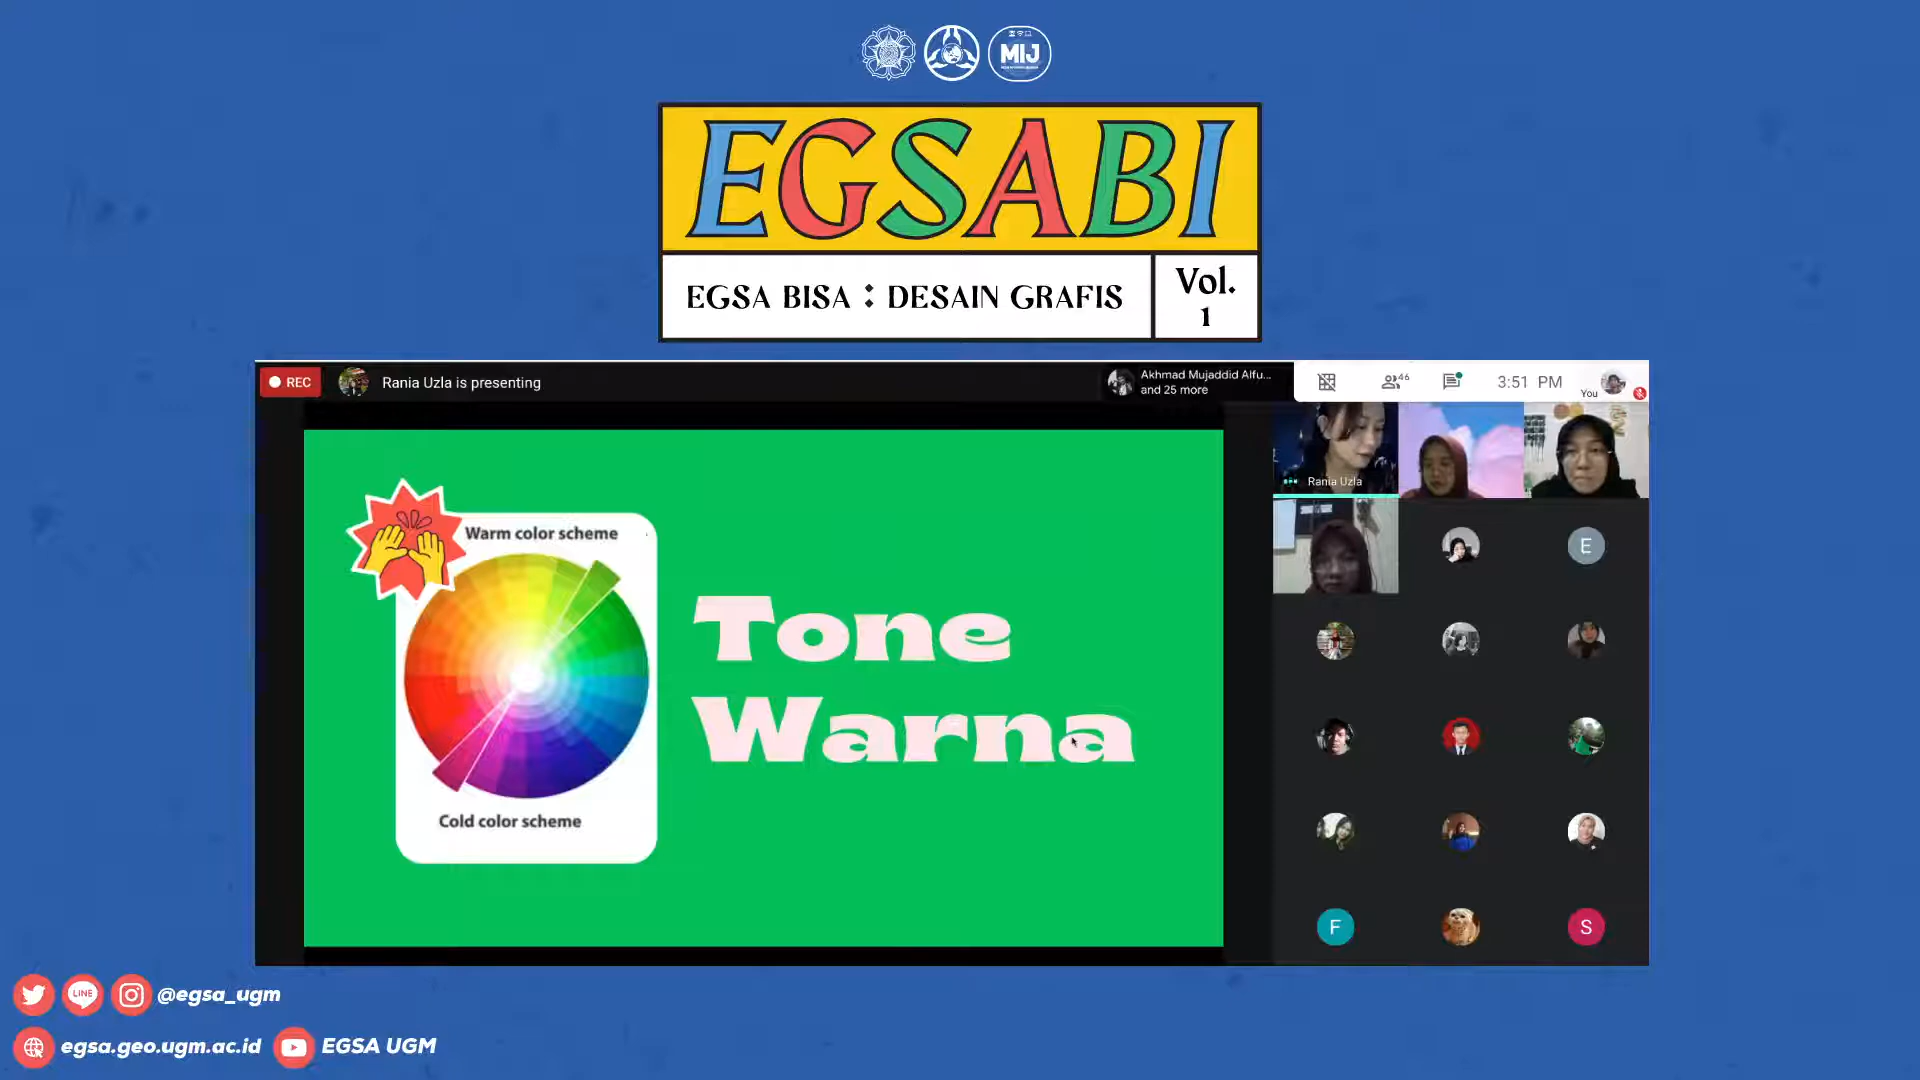 MIJ
EGSABI
EGSA BISA : DESAIN GRAFIS
Vol.
1
REC
Rania Uzla is presenting
Akhmad Mujaddid Alfu...
and 25 more
46
3:51 PM
You
Rania Uzla
E
Warm color scheme
Tone
Warna
Cold color scheme
F
S
LINE
@egsa_ugm
egsa.geo.ugm.ac.id
EGSA UGM